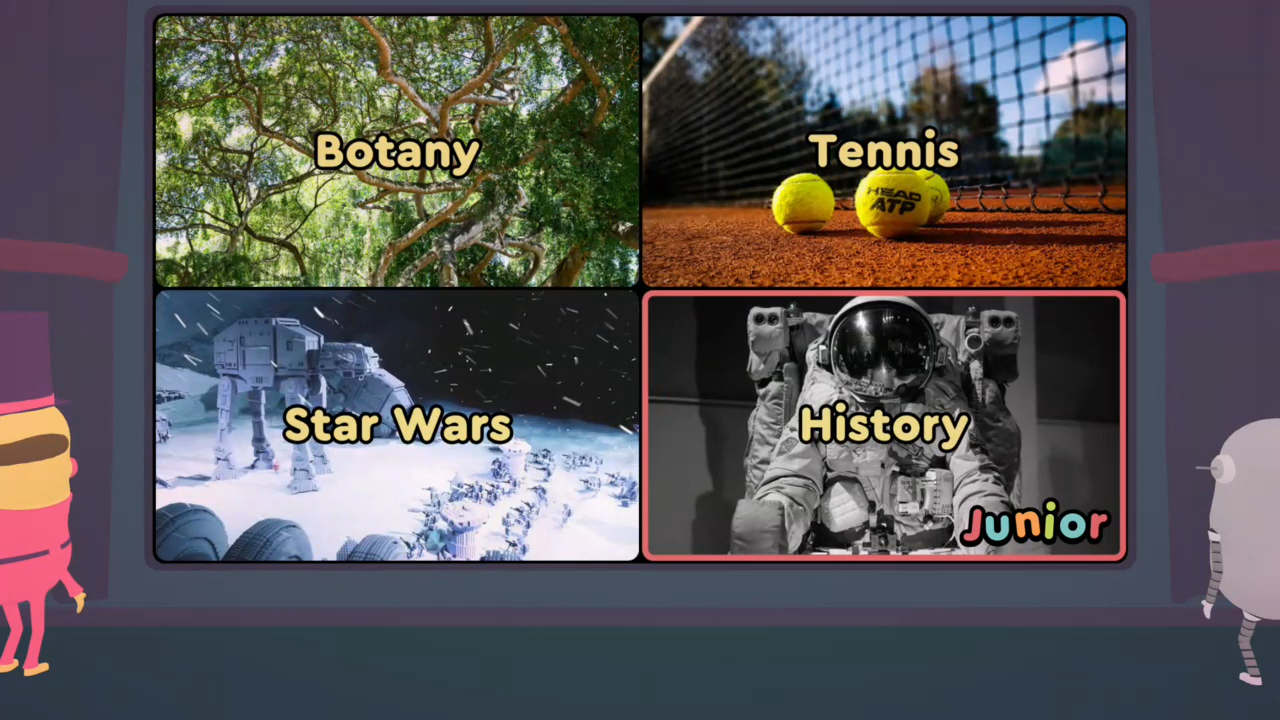 Botany
Tennis
HEAD
ATP
Star Wars
History
Junior